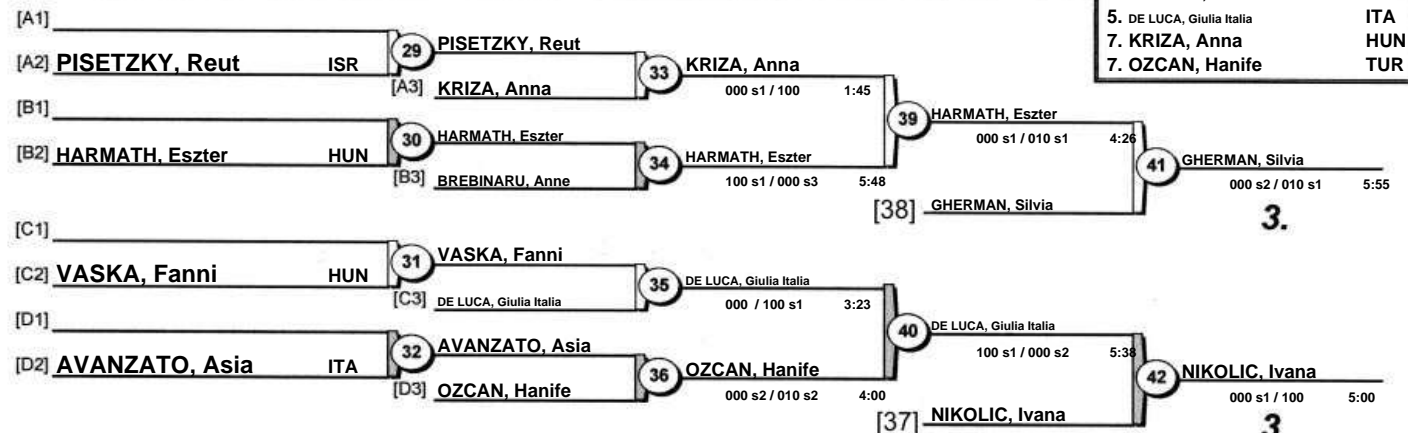 5. DE LUCA, Giulia Italia ITA
7. KRIZA, Anna HUN
7. OZCAN, Hanife TUR
[A1]
[A2] PISETZKY, Reut ISR
29
PISETZKY, Reut
[A3] KRIZA, Anna
33
KRIZA, Anna
000 s1 / 100 1:45
[B1]
[B2] HARMATH, Eszter HUN
30
HARMATH, Eszter
[B3] BREBINARU, Anne
34
HARMATH, Eszter
100 s1 / 000 s3 5:48
39
HARMATH, Eszter
000 s1 / 010 s1 4:26
[38] GHERMAN, Silvia
41
GHERMAN, Silvia
000 s2 / 010 s1 5:55
3.
[C1]
[C2] VASKA, Fanni HUN
31
VASKA, Fanni
[C3] DE LUCA, Giulia Italia
35
DE LUCA, Giulia Italia
000 / 100 s1 3:23
[D1]
[D2] AVANZATO, Asia ITA
32
AVANZATO, Asia
[D3] OZCAN, Hanife
36
OZCAN, Hanife
000 s2 / 010 s2 4:00
40
DE LUCA, Giulia Italia
100 s1 / 000 s2 5:38
[37] NIKOLIC, Ivana
42
NIKOLIC, Ivana
000 s1 / 100 5:00
3